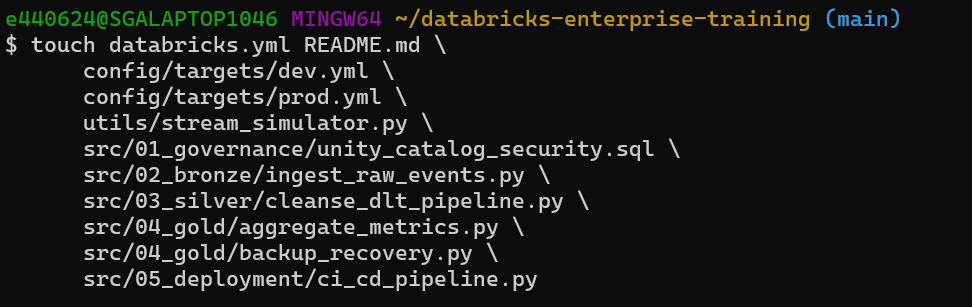 e440624@SGALAPTOP1046 MINGW64 ~/databricks-enterprise-training (main)
$ touch databricks.yml README.md \
      config/targets/dev.yml \
      config/targets/prod.yml \
      utils/stream_simulator.py \
      src/01_governance/unity_catalog_security.sql \
      src/02_bronze/ingest_raw_events.py \
      src/03_silver/cleanse_dlt_pipeline.py \
      src/04_gold/aggregate_metrics.py \
      src/04_gold/backup_recovery.py \
      src/05_deployment/ci_cd_pipeline.py